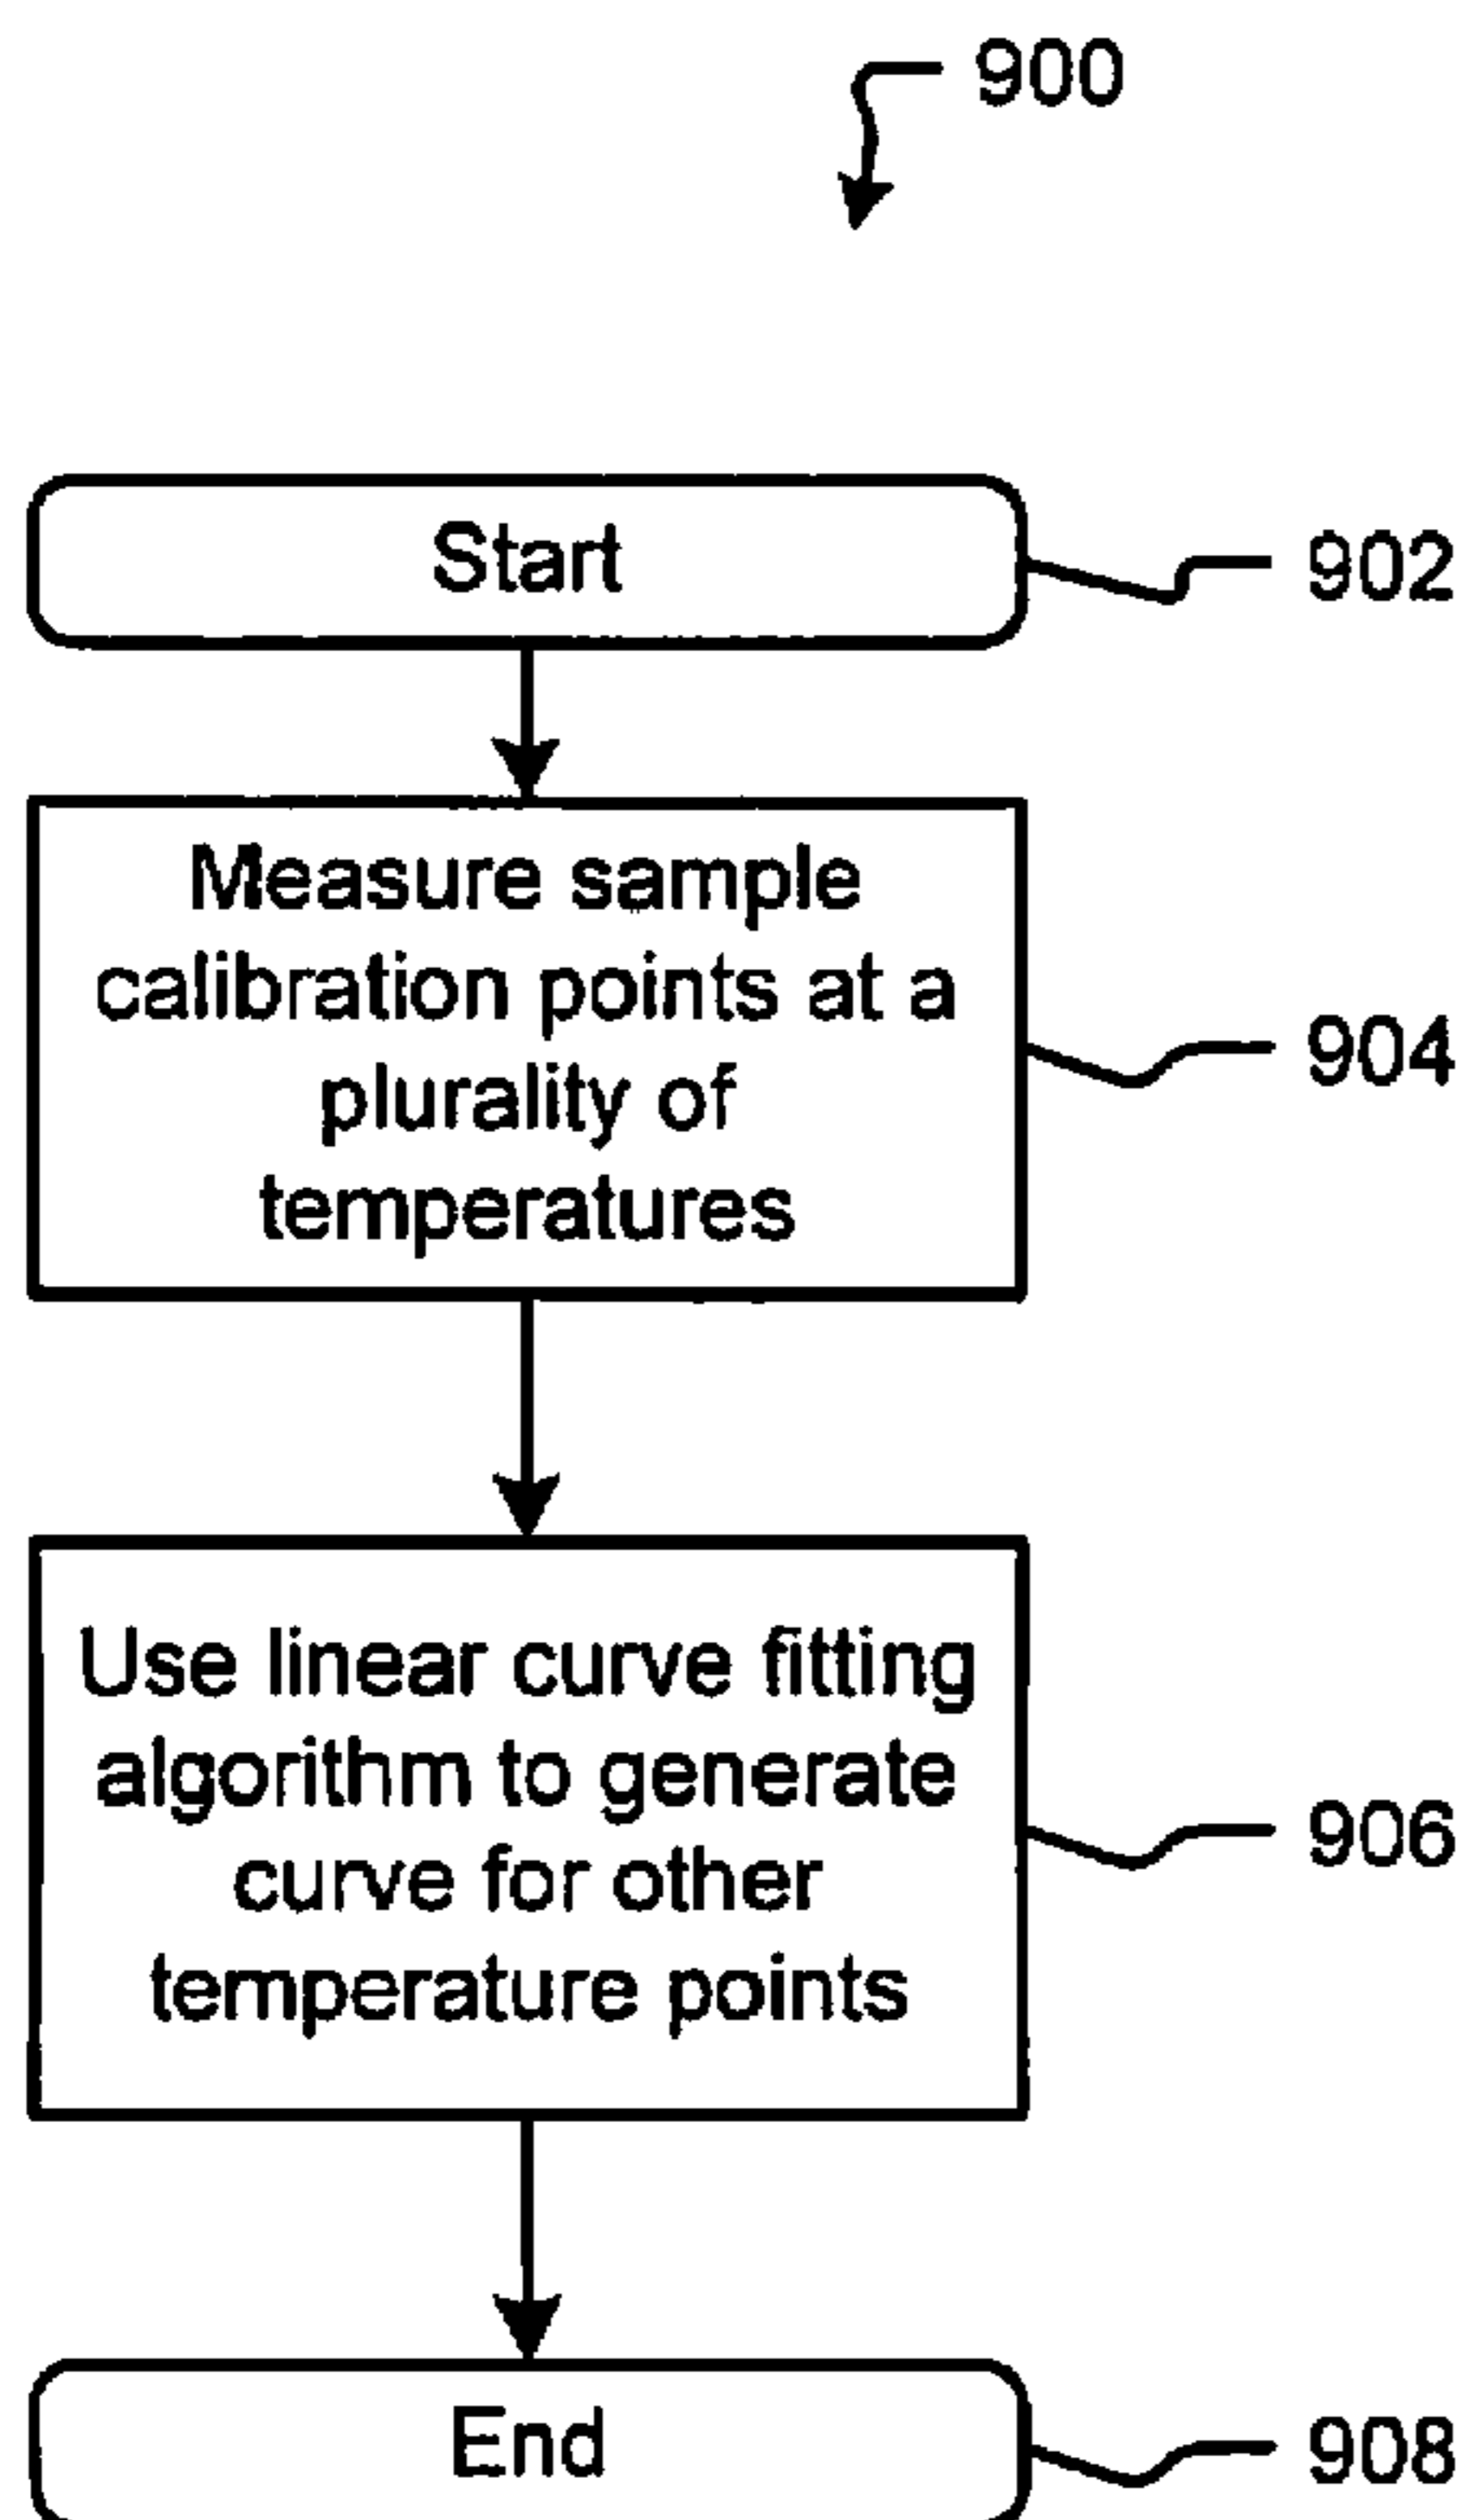 900
Start
902
Measure sample
calibration points at a
plurality of
temperatures
904
Use linear curve fitting
algorithm to generate
curve for other
temperature points
906
End
908